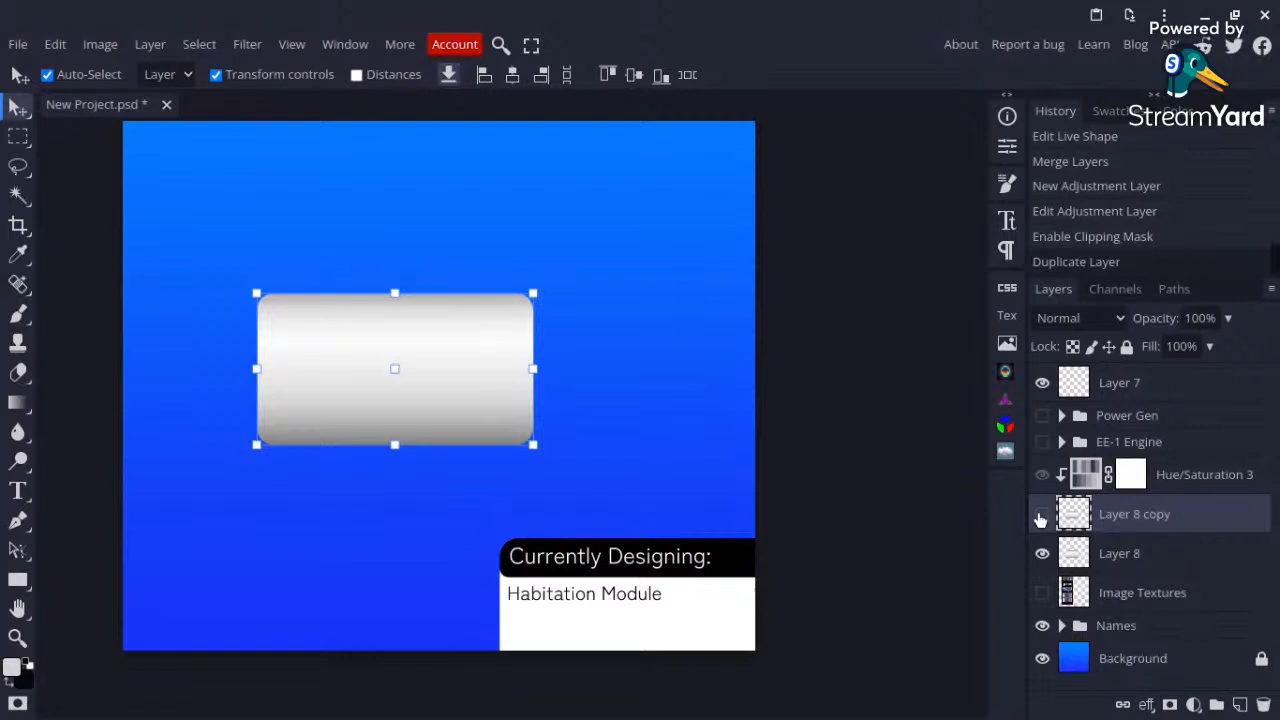 Powered by
StreamYard
File Edit Image Layer Select Filter View Window More Account
About Report a bug Learn Blog
Auto-Select Layer Transform controls Distances
New Project.psd *
History Swatches Color
Edit Live Shape
Merge Layers
New Adjustment Layer
Edit Adjustment Layer
Enable Clipping Mask
Duplicate Layer
Layers Channels Paths
Normal Opacity: 100%
Lock: Fill: 100%
CSS
Tex
Layer 7
Power Gen
EE-1 Engine
Hue/Saturation 3
Layer 8 copy
Layer 8
Image Textures
Names
Background
eff
Currently Designing:
Habitation Module